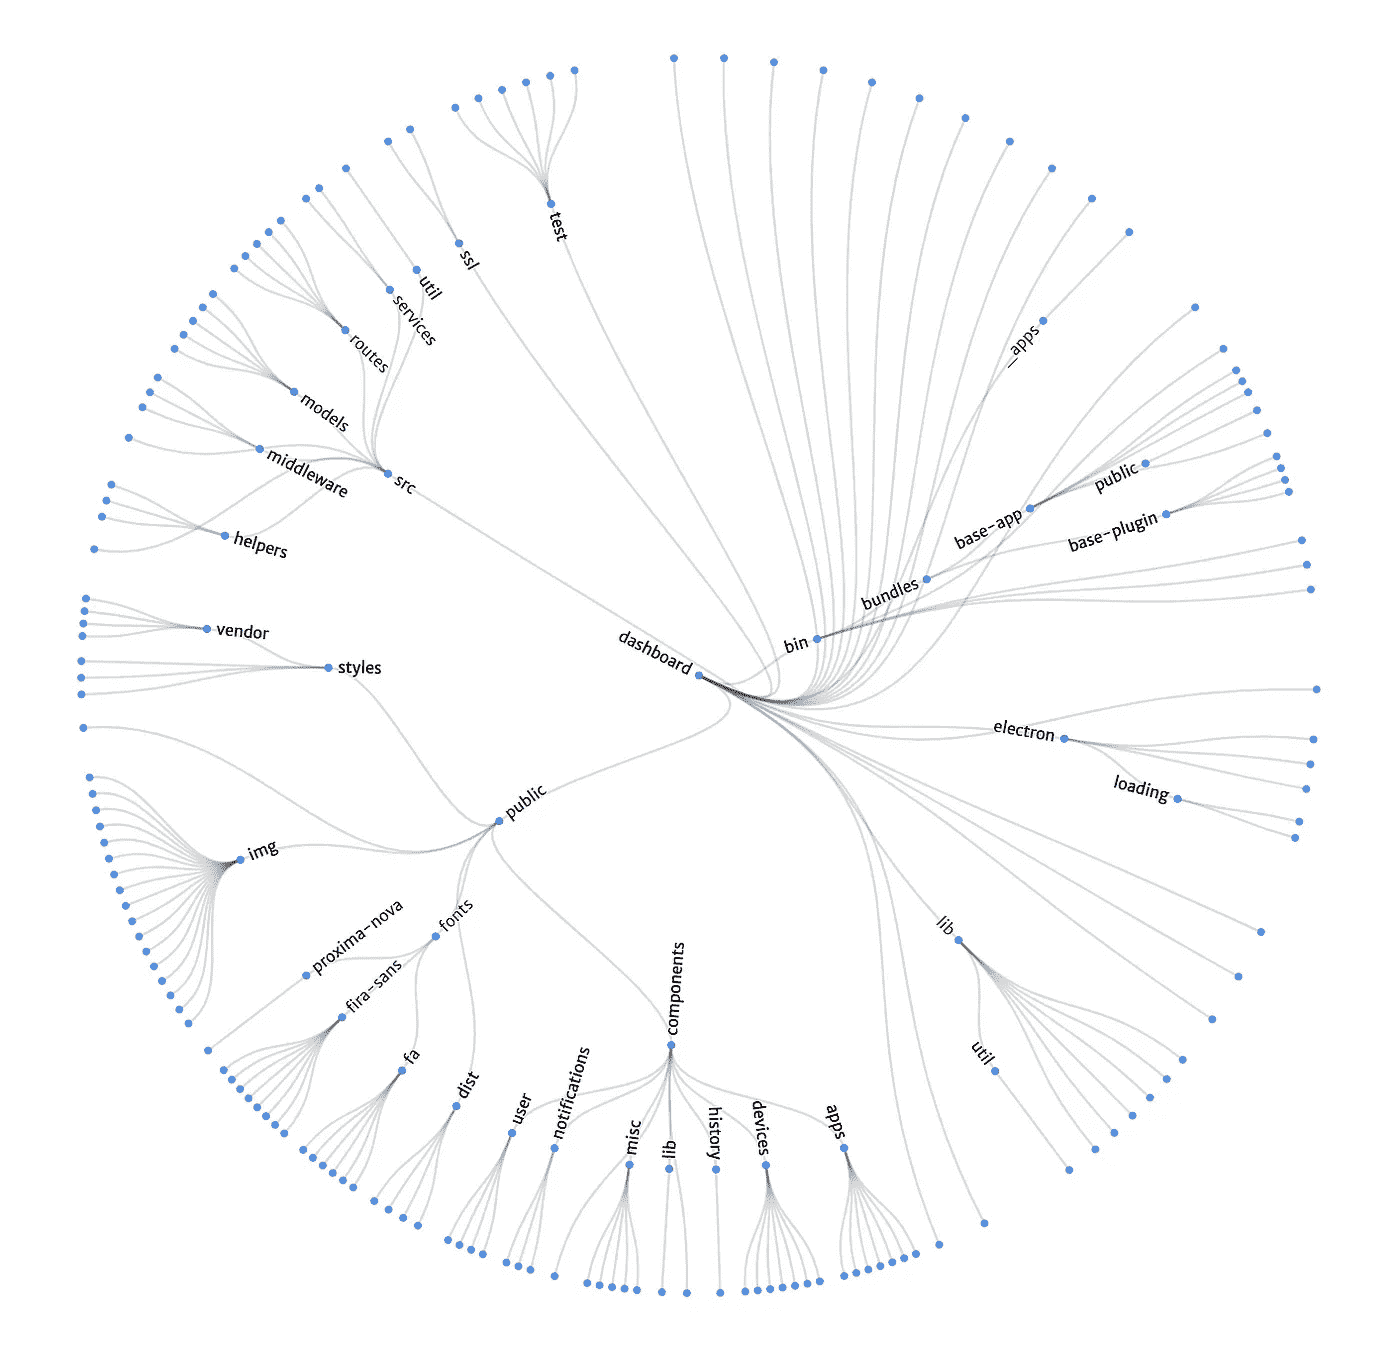 test
ssl
util
services
routes
models
middleware
src
helpers
_apps
public
base-app
base-plugin
bundles
bin
vendor
styles
dashboard
electron
loading
public
img
fonts
proxima-nova
fira-sans
fa
dist
lib
util
components
user
notifications
misc
lib
history
devices
apps